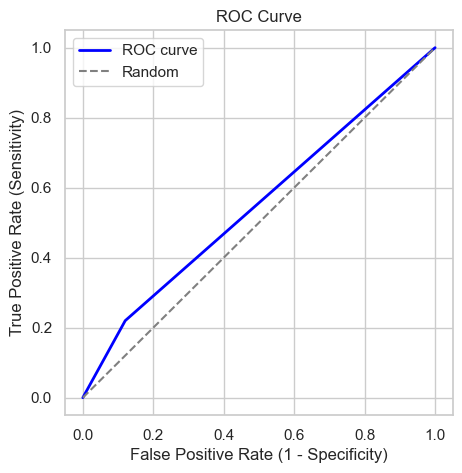 ROC Curve
ROC curve
Random
True Positive Rate (Sensitivity)
1.0
0.8
0.6
0.4
0.2
0.0
0.0 0.2 0.4 0.6 0.8 1.0
False Positive Rate (1 - Specificity)